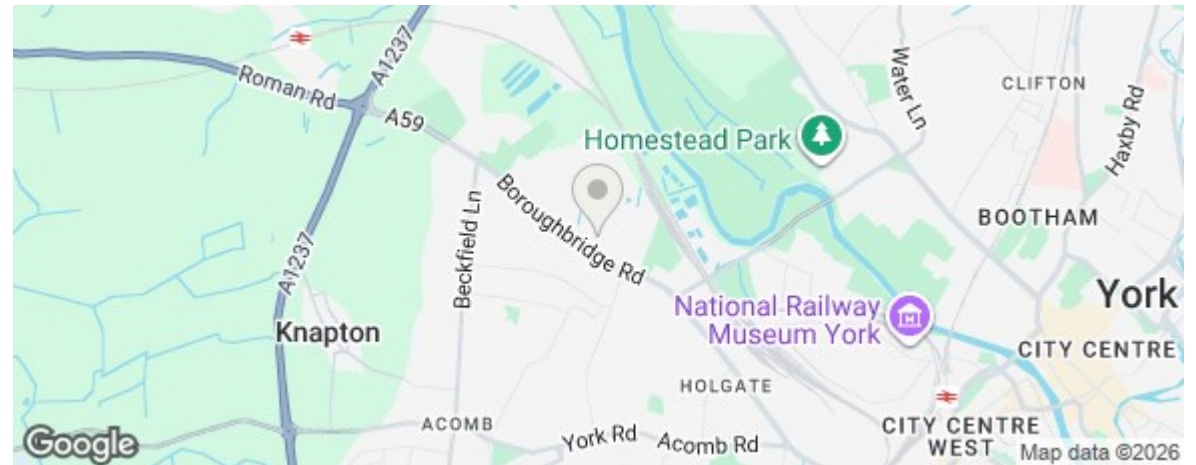 A1237
Roman Rd
A59
Water Ln
CLIFTON
Haxby Rd
Homestead Park
Beckfield Ln
Boroughbridge Rd
BOOTHAM
A1237
York
National Railway
Museum York
Knapton
CITY CENTRE
HOLGATE
ACOMB
York Rd
Acomb Rd
CITY CENTRE
WEST
Google
Map data ©2026